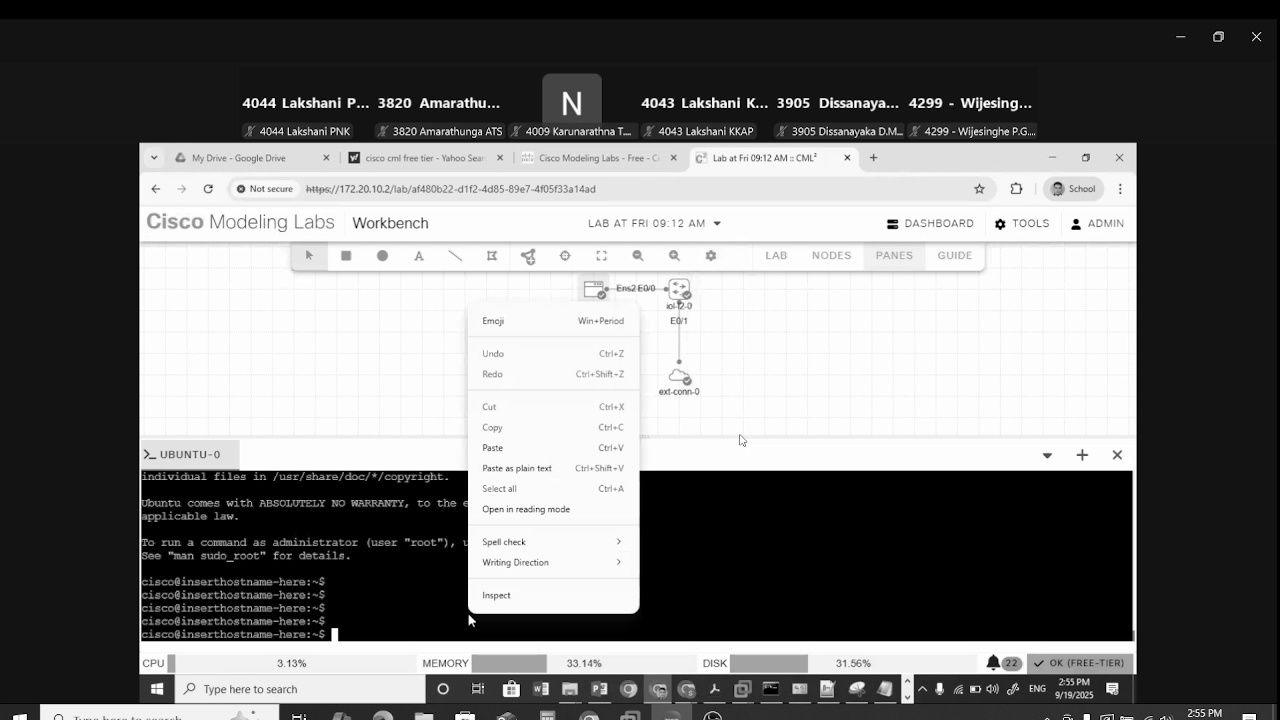 4044 Lakshani P... 3820 Amarathu... N 4043 Lakshani K... 3905 Dissanaya... 4299 - Wijesing...
4044 Lakshani PNK 3820 Amarathunga ATS 4009 Karunarathna T... 4043 Lakshani KKAP 3905 Dissanayaka D.M... 4299 - Wijesinghe P.G....
My Drive - Google Drive cisco cml free tier - Yahoo Sear Cisco Modeling Labs - Free - Ci Lab at Fri 09:12 AM :: CML²
Not secure https://172.20.10.2/lab/af480b22-d1f2-4d85-89e7-4f05f33a14ad School
Cisco Modeling Labs Workbench LAB AT FRI 09:12 AM DASHBOARD TOOLS ADMIN
A LAB NODES PANES GUIDE
Ens2 E0/0
iol-l2-0
E0/1
ext-conn-0
Emoji Win+Period
Undo Ctrl+Z
Redo Ctrl+Shift+Z
Cut Ctrl+X
Copy Ctrl+C
Paste Ctrl+V
Paste as plain text Ctrl+Shift+V
Select all Ctrl+A
Open in reading mode
Spell check
Writing Direction
Inspect
UBUNTU-0
individual files in /usr/share/doc/*/copyright.
Ubuntu comes with ABSOLUTELY NO WARRANTY, to the
applicable law.
To run a command as administrator (user "root"),
See "man sudo_root" for details.
cisco@inserthostname-here:~$
cisco@inserthostname-here:~$
cisco@inserthostname-here:~$
cisco@inserthostname-here:~$
cisco@inserthostname-here:~$
CPU 3.13% MEMORY 33.14% DISK 31.56% 22 OK (FREE-TIER)
Type here to search ENG 2:55 PM
9/19/2025
Type here to search 2:55 PM